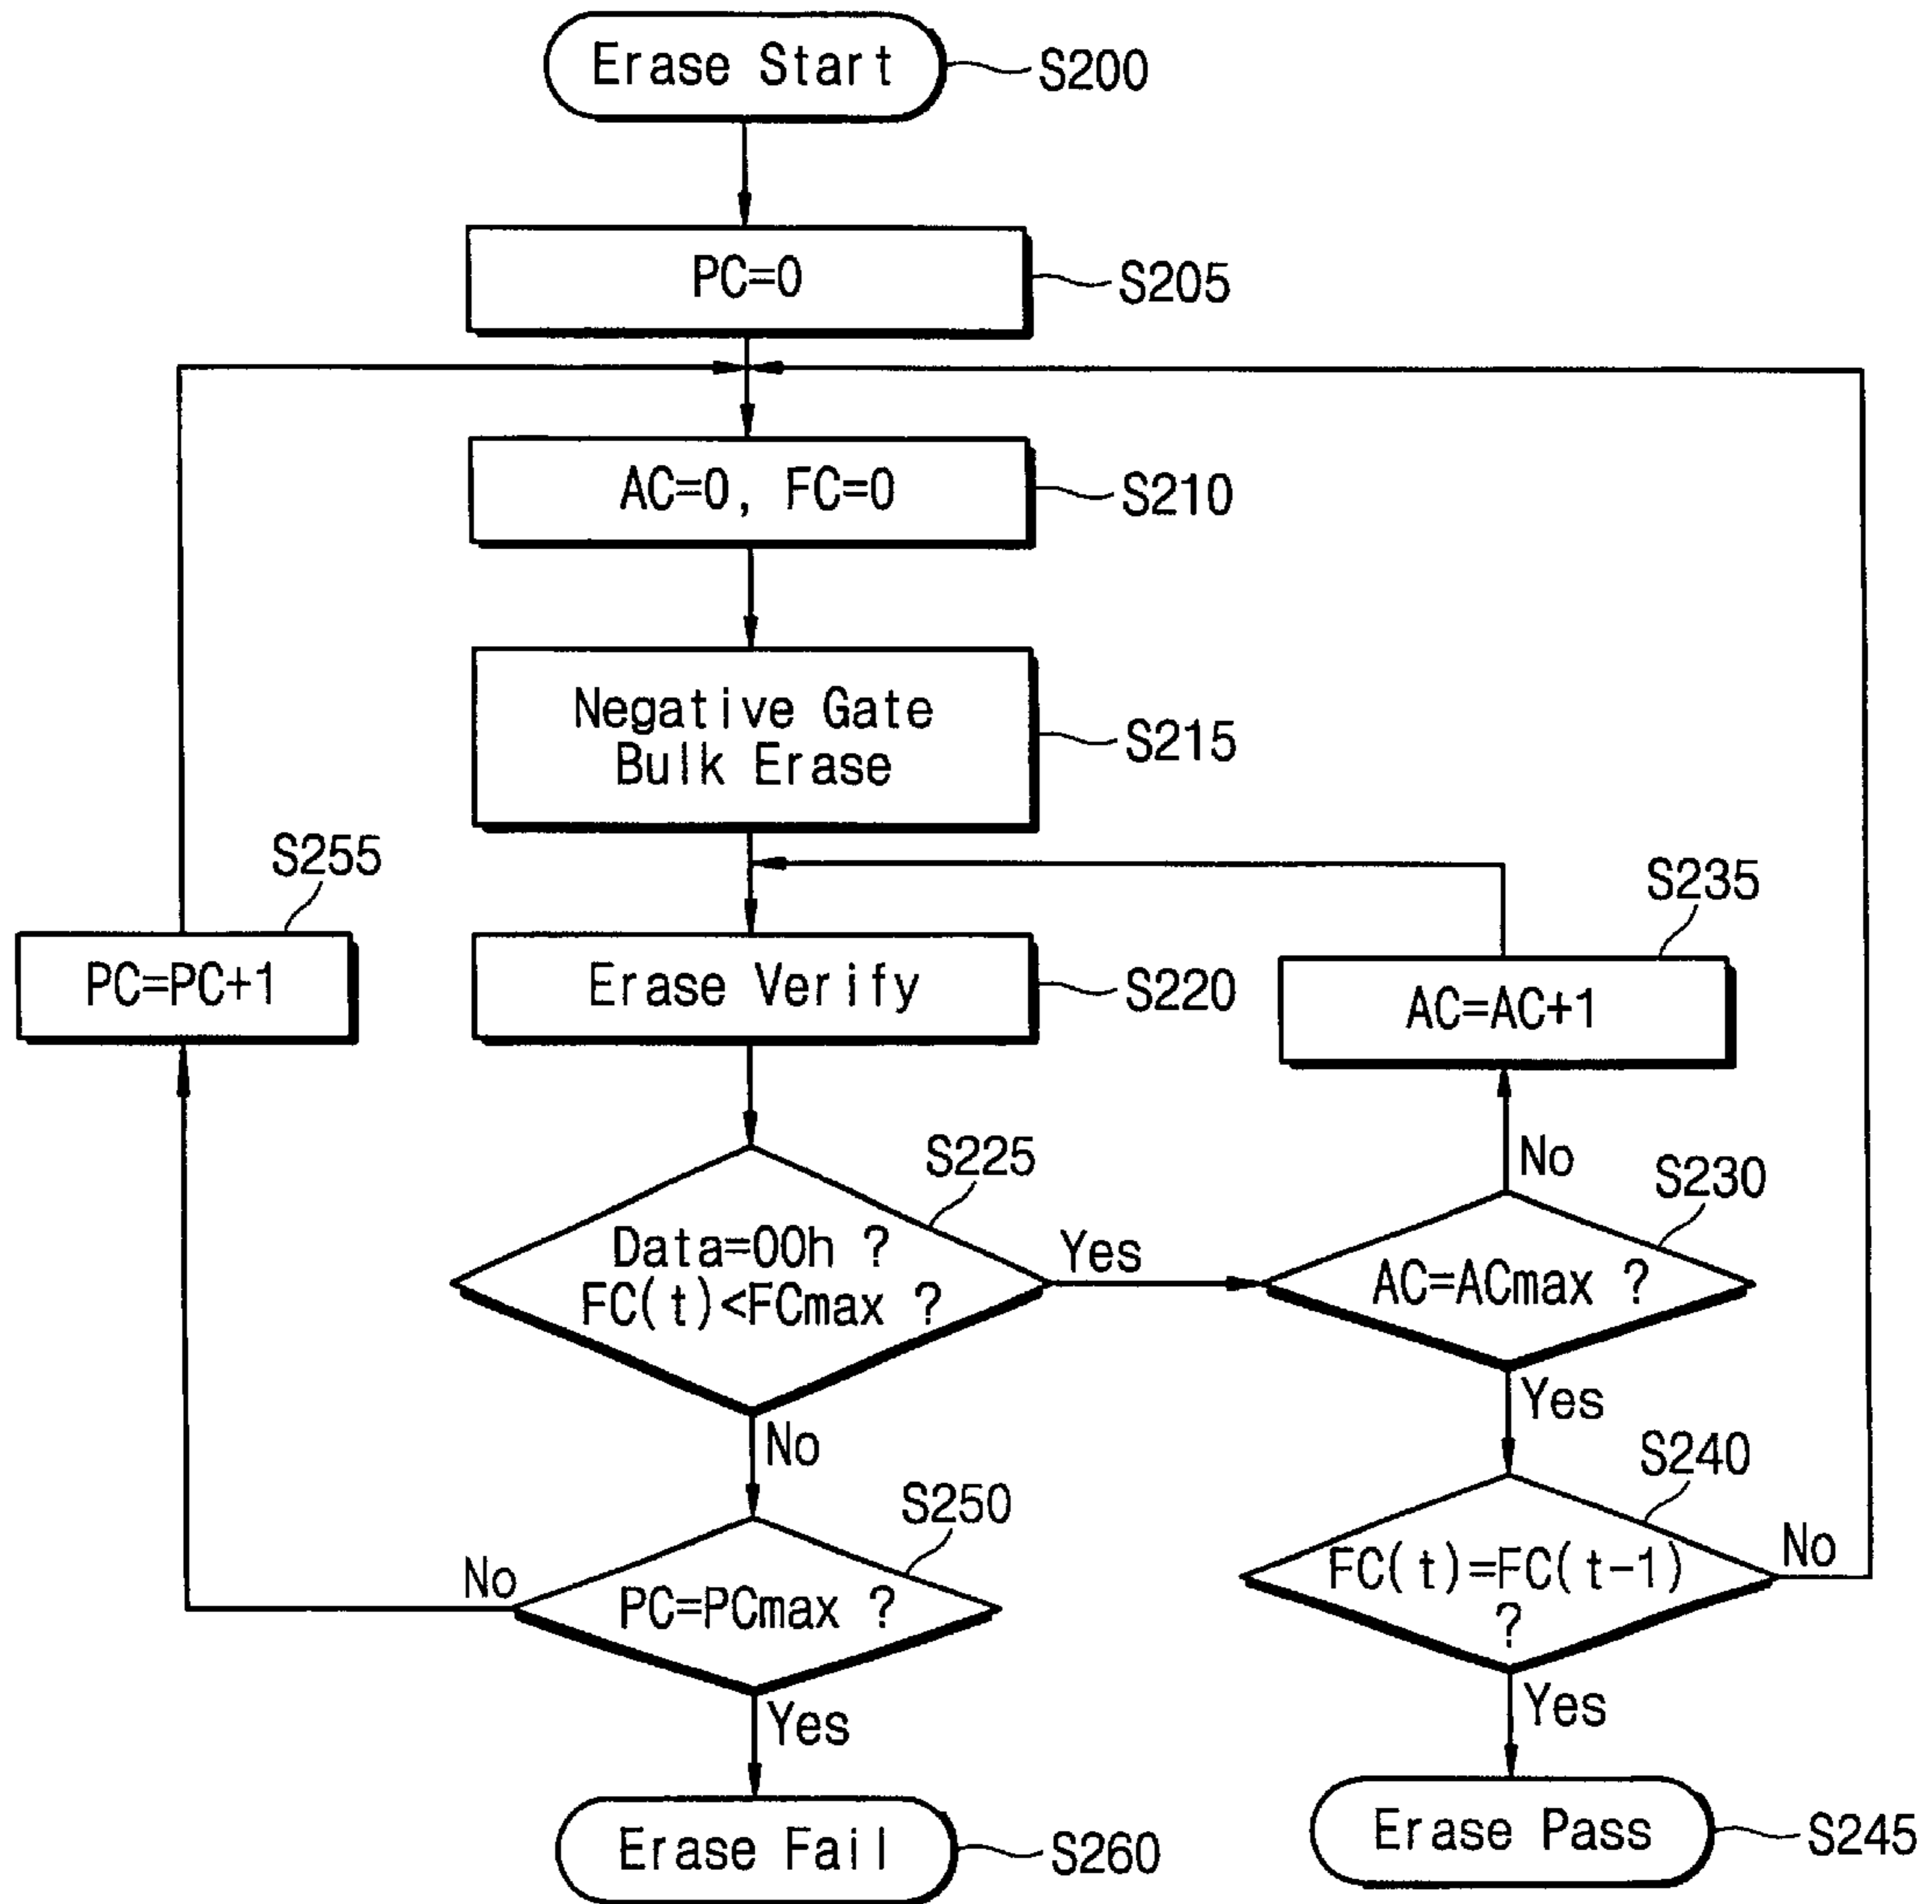 Erase Start
S200
PC=0
S205
AC=0, FC=0
S210
Negative Gate
Bulk Erase
S215
S255
PC=PC+1
Erase Verify
S220
S235
AC=AC+1
No
S225
Data=00h ?
FC(t)<FCmax ?
Yes
S230
AC=ACmax ?
No
Yes
S250
PC=PCmax ?
No
S240
FC(t)=FC(t-1)
?
No
Yes
Yes
Erase Fail
S260
Erase Pass
S245